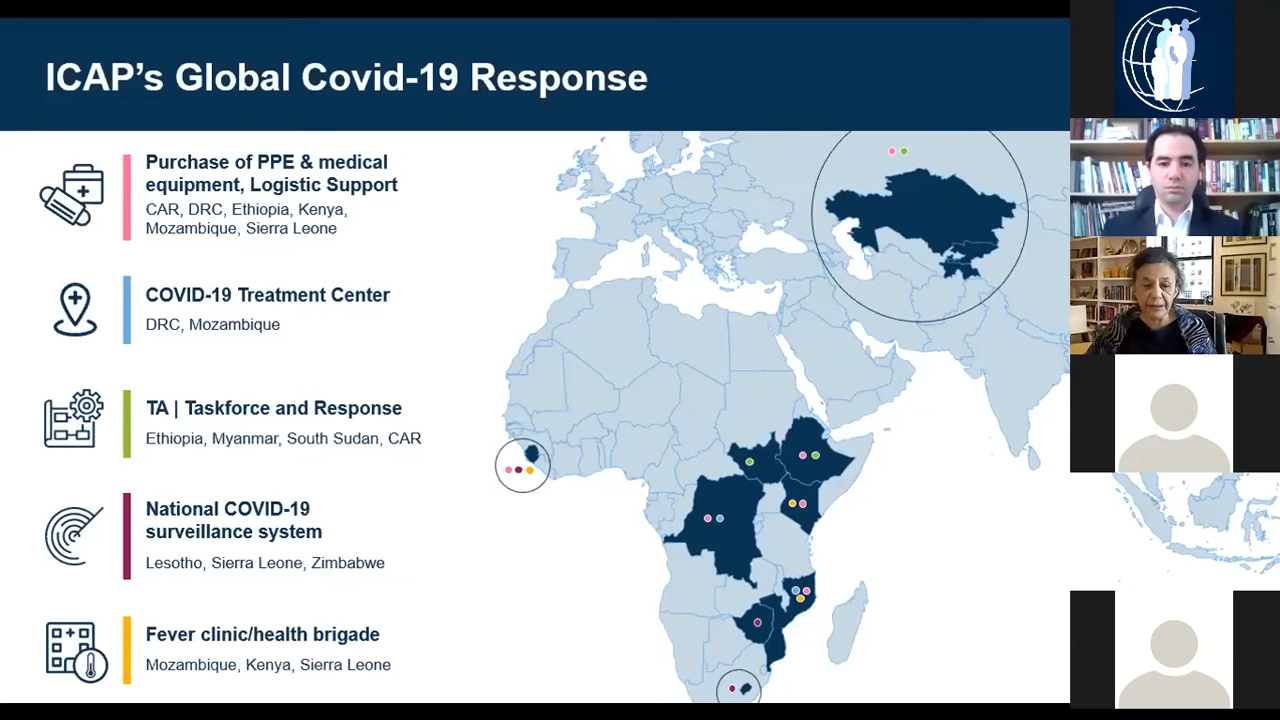 ICAP's Global Covid-19 Response
Purchase of PPE & medical
equipment, Logistic Support
CAR, DRC, Ethiopia, Kenya,
Mozambique, Sierra Leone
COVID-19 Treatment Center
DRC, Mozambique
TA | Taskforce and Response
Ethiopia, Myanmar, South Sudan, CAR
National COVID-19
surveillance system
Lesotho, Sierra Leone, Zimbabwe
Fever clinic/health brigade
Mozambique, Kenya, Sierra Leone